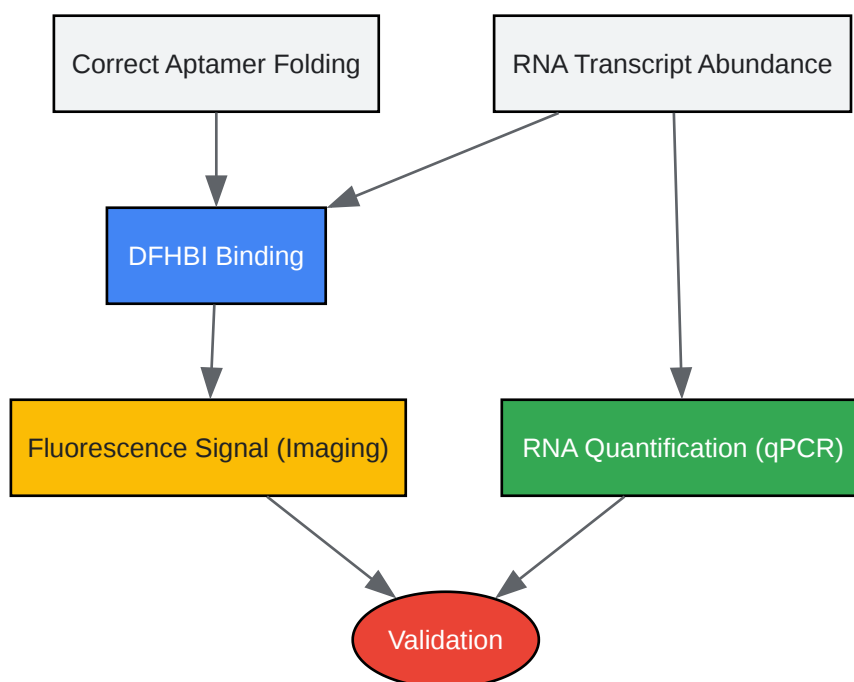 Correct Aptamer Folding
RNA Transcript Abundance
DFHBI Binding
Fluorescence Signal (Imaging)
RNA Quantification (qPCR)
Validation